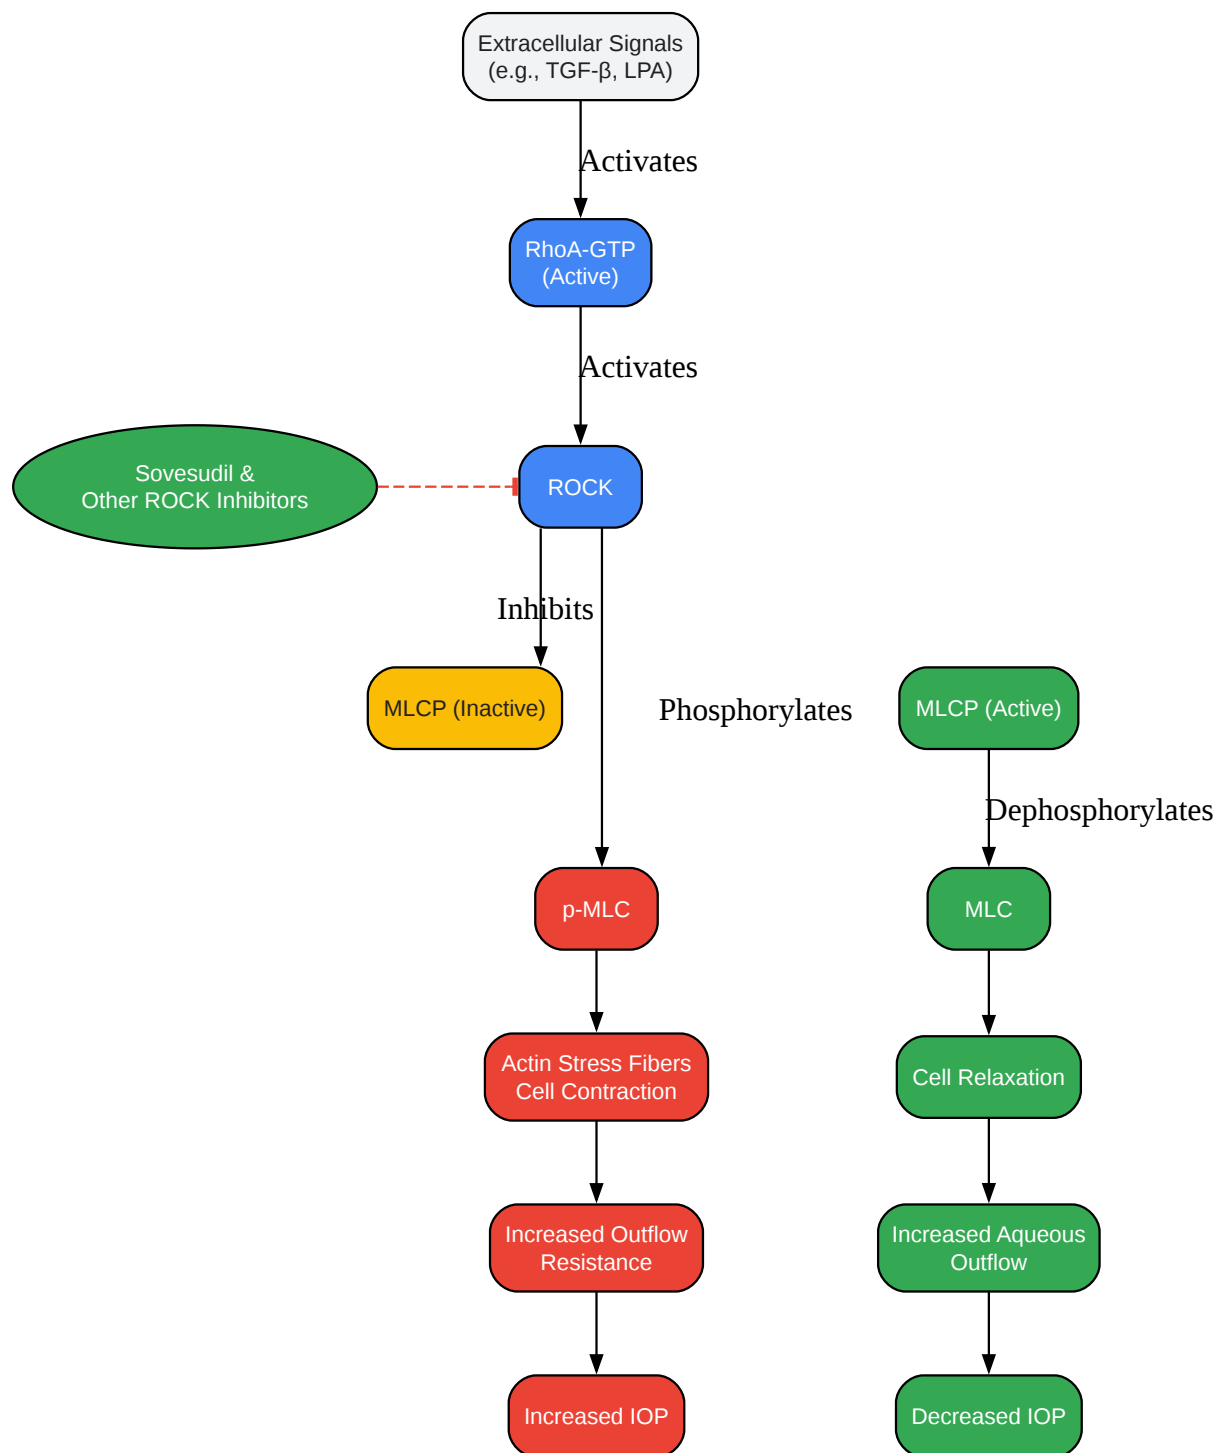 Extracellular Signals
(e.g., TGF-β, LPA)
Activates
RhoA-GTP
(Active)
Activates
Sovesudil &
Other ROCK Inhibitors
ROCK
Inhibits
MLCP (Inactive)
Phosphorylates
MLCP (Active)
Dephosphorylates
p-MLC
MLC
Actin Stress Fibers
Cell Contraction
Cell Relaxation
Increased Outflow
Resistance
Increased Aqueous
Outflow
Increased IOP
Decreased IOP